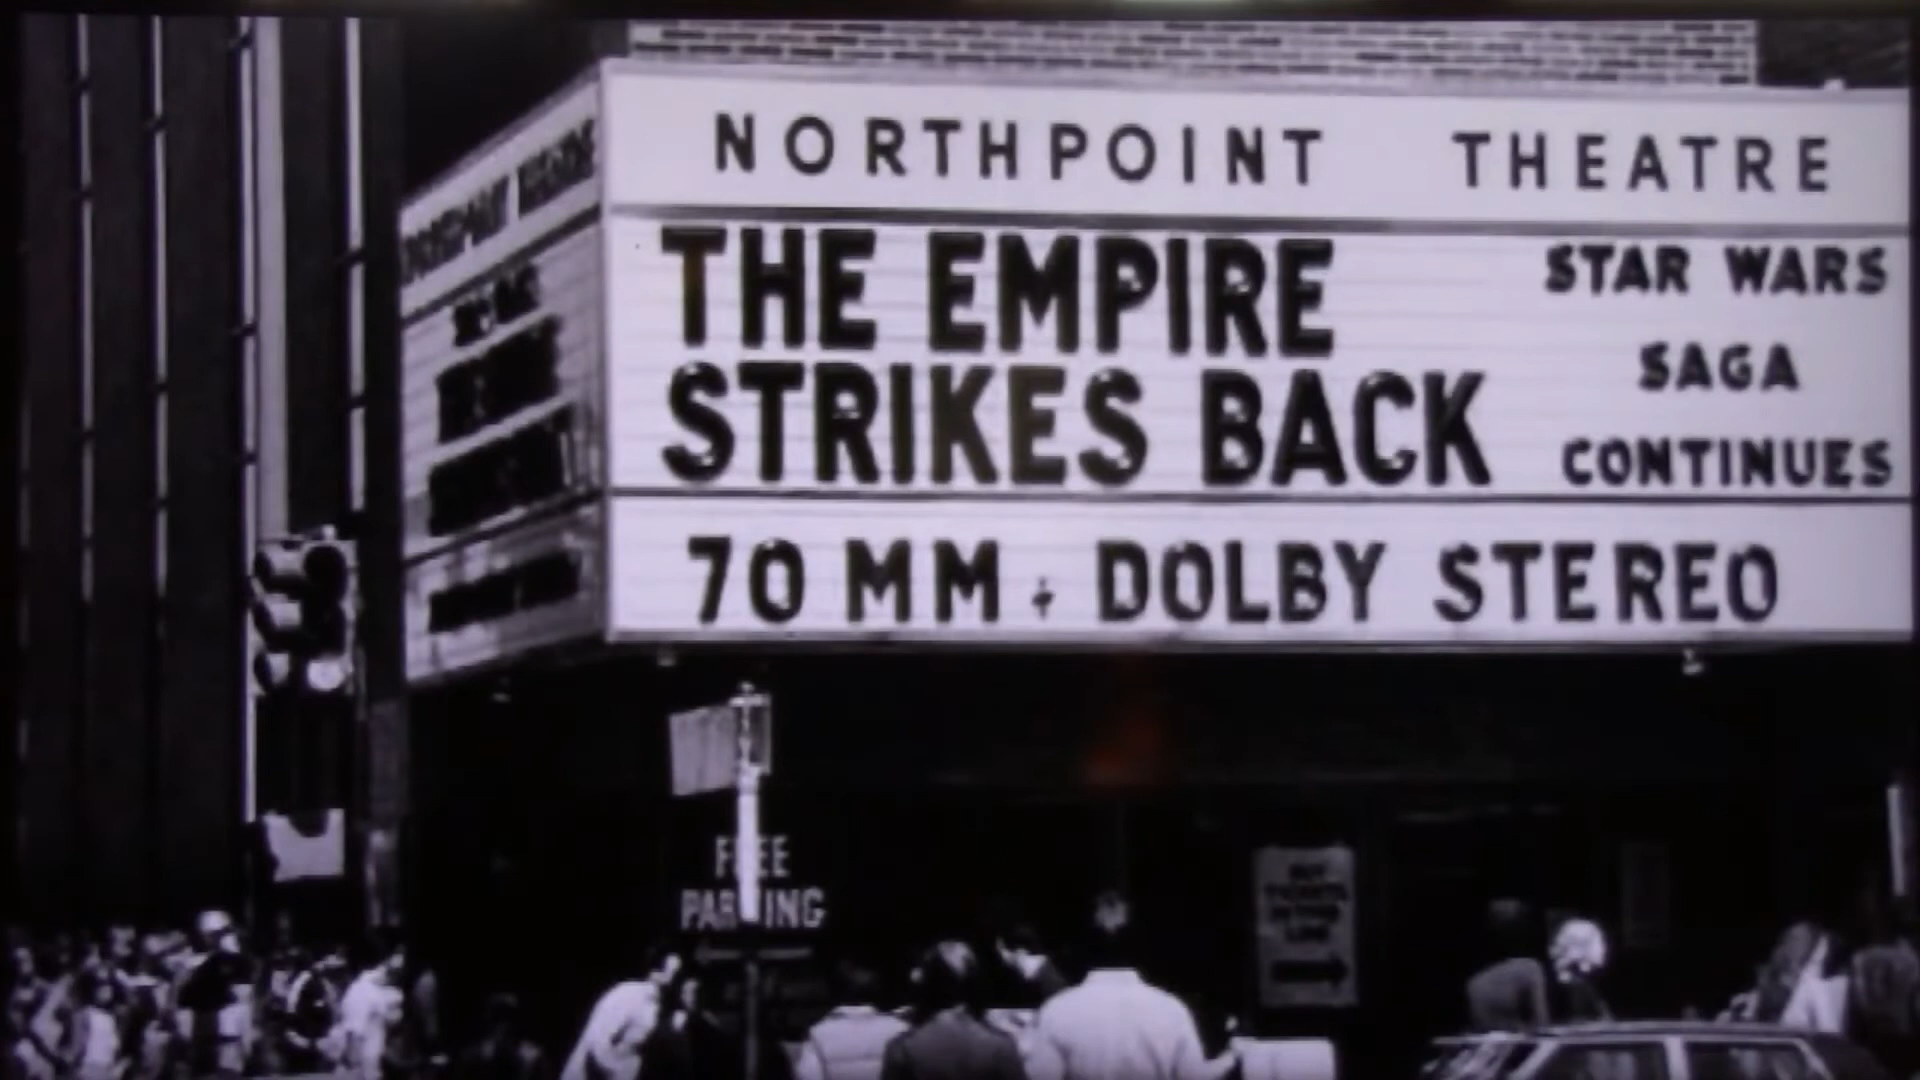 NORTHPOINT THEATRE
THE EMPIRE
STRIKES BACK
STAR WARS
SAGA
CONTINUES
70 MM + DOLBY STEREO
FREE
PARKING